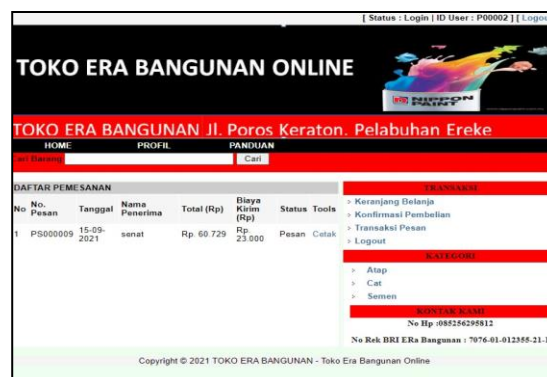 [ Status : Login | ID User : P00002 ] [ Logou
TOKO ERA BANGUNAN ONLINE
NIPPON PAINT
TOKO ERA BANGUNAN Jl. Poros Keraton. Pelabuhan Ereke
HOME PROFIL PANDUAN
Cari Barang Cari
DAFTAR PEMESANAN
No No. Pesan Tanggal Nama Penerima Total (Rp) Biaya Kirim (Rp) Status Tools
1 PS000009 15-09-2021 senat Rp. 60.729 Rp. 23.000 Pesan Cetak
TRANSAKSI
> Keranjang Belanja
> Konfirmasi Pembelian
> Transaksi Pesan
> Logout
KATEGORI
> Atap
> Cat
> Semen
KONTAK KAMI
No Hp :085256295812
No Rek BRI ERa Bangunan : 7076-01-012355-21-1
Copyright © 2021 TOKO ERA BANGUNAN - Toko Era Bangunan Online